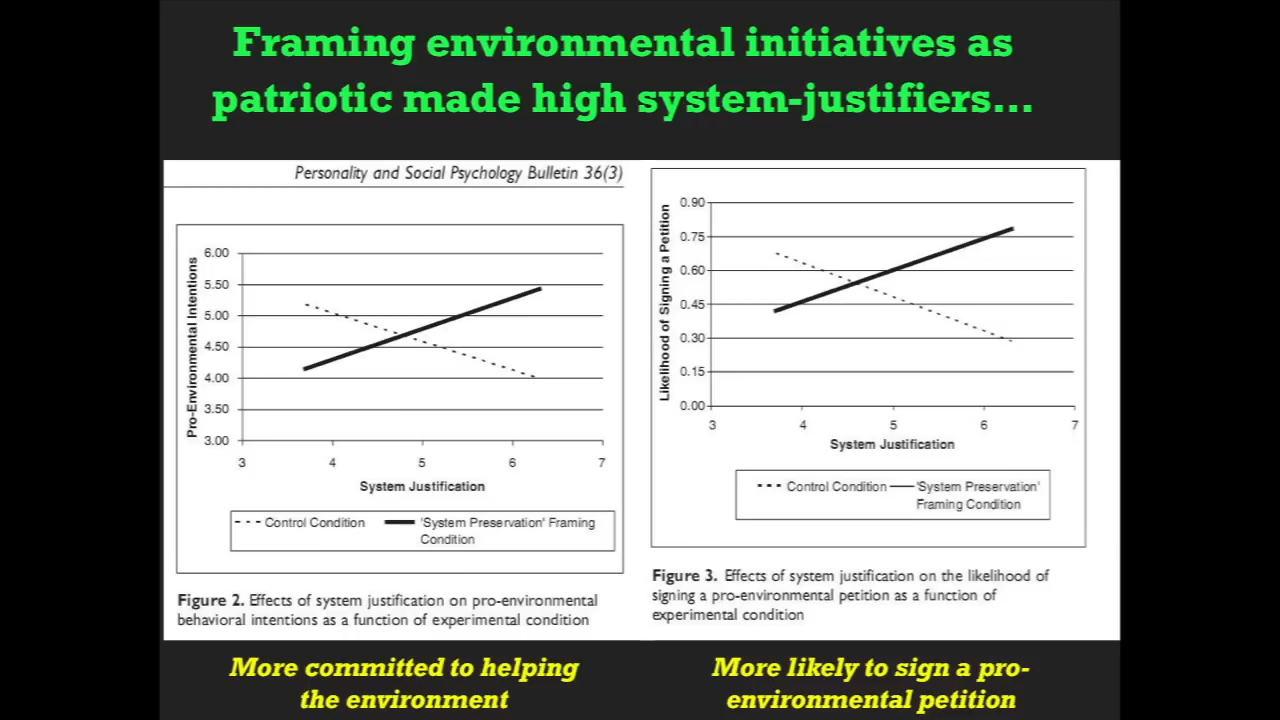 Framing environmental initiatives as
patriotic made high system-justifiers...
Personality and Social Psychology Bulletin 36(3)
Pro-Environmental Intentions
6.00
5.50
5.00
4.50
4.00
3.50
3.00
3 4 5 6 7
System Justification
Control Condition 'System Preservation' Framing
Condition
Figure 2. Effects of system justification on pro-environmental
behavioral intentions as a function of experimental condition
Likelihood of Signing a Petition
0.90
0.75
0.60
0.45
0.30
0.15
0.00
3 4 5 6 7
System Justification
Control Condition 'System Preservation'
Framing Condition
Figure 3. Effects of system justification on the likelihood of
signing a pro-environmental petition as a function of
experimental condition
More committed to helping
the environment
More likely to sign a pro-
environmental petition